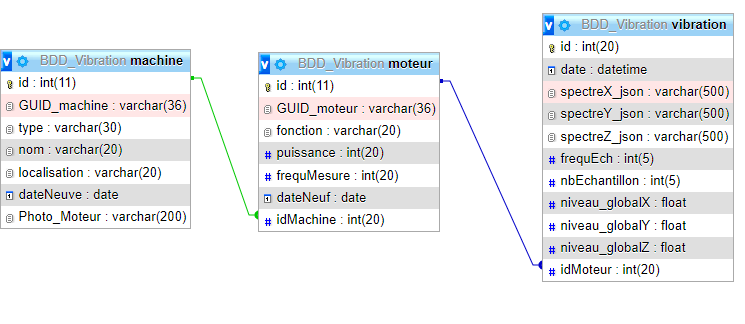 v BDD_Vibration machine
id : int(11)
GUID_machine : varchar(36)
type : varchar(30)
nom : varchar(20)
localisation : varchar(20)
dateNeuve : date
Photo_Moteur : varchar(200)
v BDD_Vibration moteur
id : int(11)
GUID_moteur : varchar(36)
fonction : varchar(20)
# puissance : int(20)
# frequMesure : int(20)
dateNeuf : date
# idMachine : int(20)
v BDD_Vibration vibration
id : int(20)
date : datetime
spectreX_json : varchar(500)
spectreY_json : varchar(500)
spectreZ_json : varchar(500)
# frequEch : int(5)
# nbEchantillon : int(5)
# niveau_globalX : float
# niveau_globalY : float
# niveau_globalZ : float
# idMoteur : int(20)